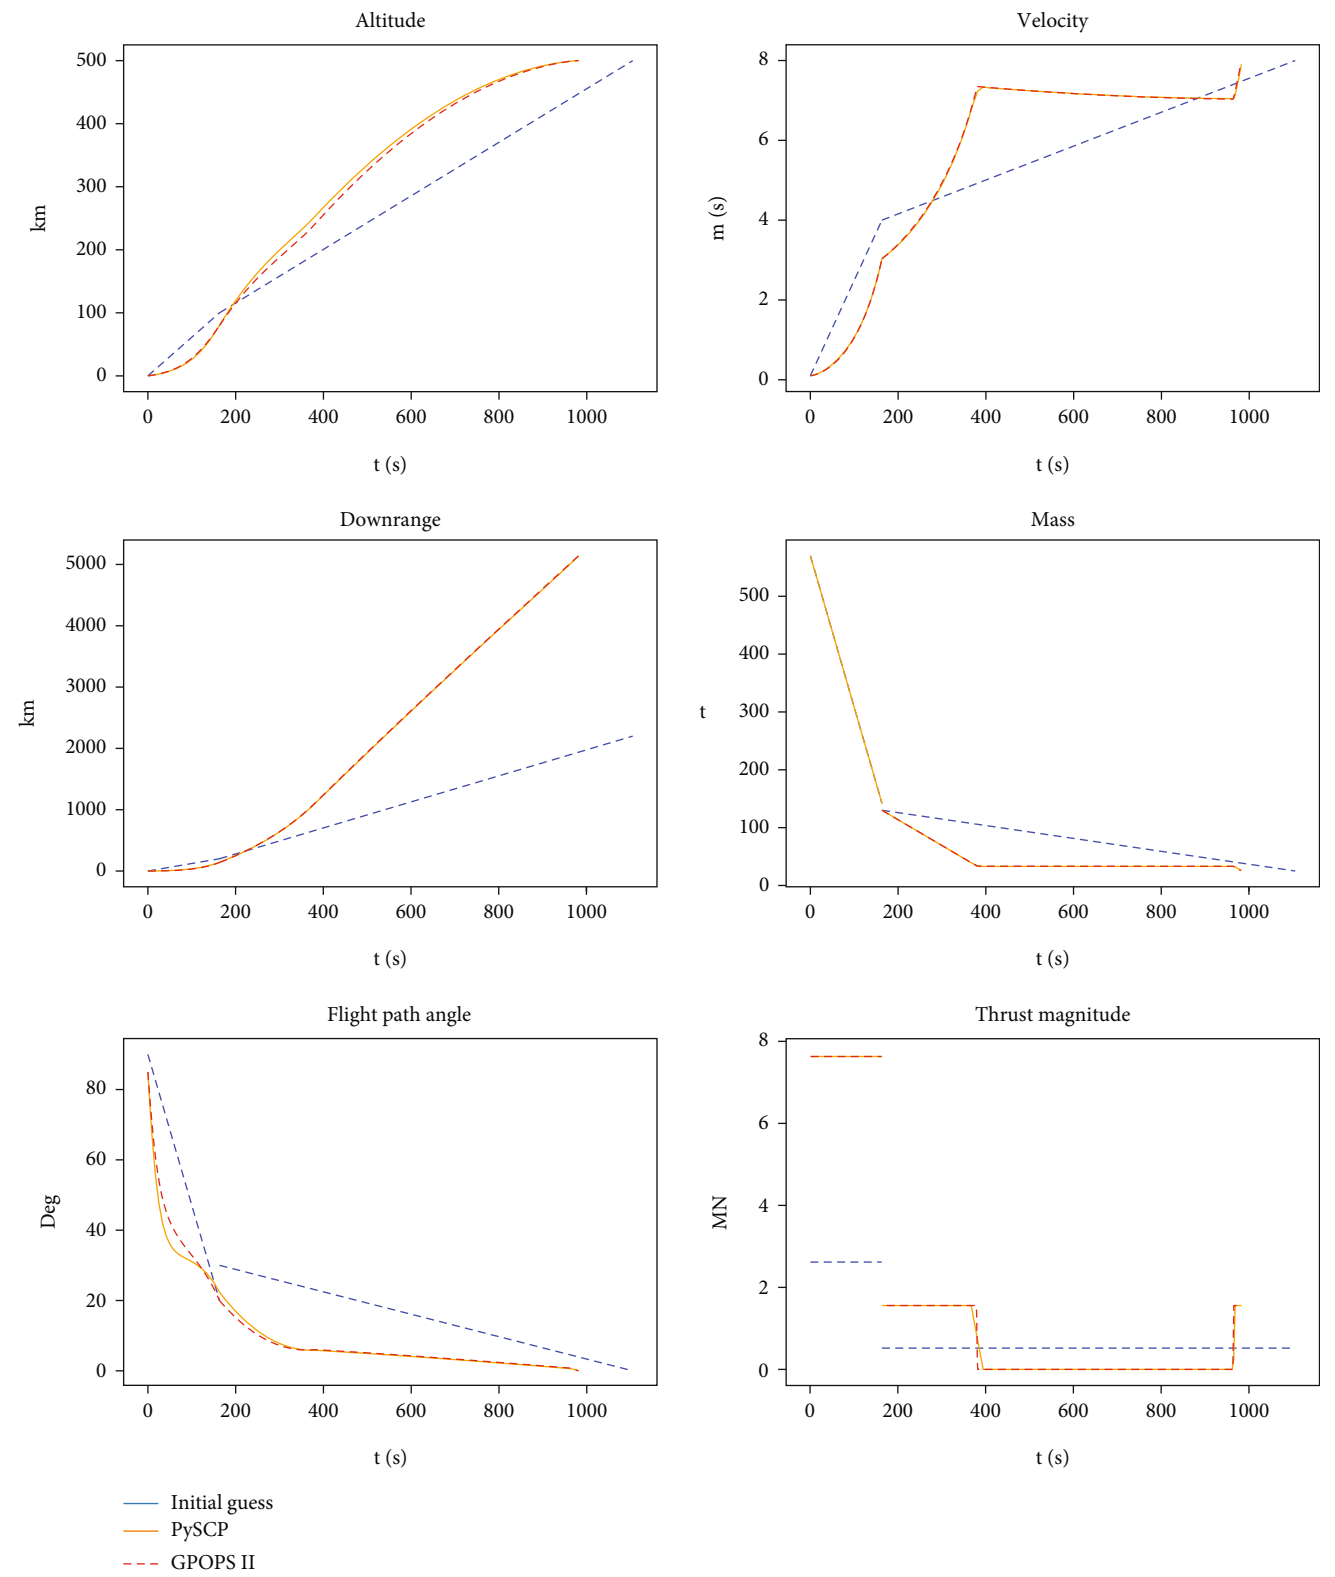 Altitude
500
400
300
200
100
0
km
0 200 400 600 800 1000
t (s)
Velocity
8
6
4
2
0
m (s)
0 200 400 600 800 1000
t (s)
Downrange
5000
4000
3000
2000
1000
0
km
0 200 400 600 800 1000
t (s)
Mass
500
400
300
200
100
0
t
0 200 400 600 800 1000
t (s)
Flight path angle
80
60
40
20
0
Deg
0 200 400 600 800 1000
t (s)
Thrust magnitude
8
6
4
2
0
MN
0 200 400 600 800 1000
t (s)
Initial guess
PySCP
GPOPS II